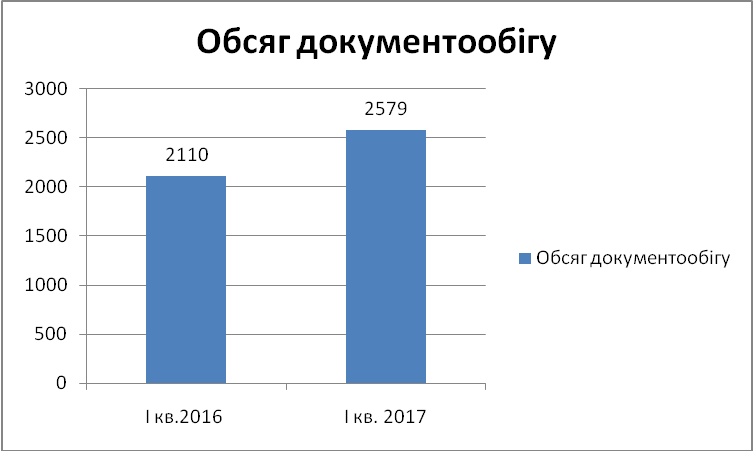 Обсяг документообігу
3000
2500
2000
1500
1000
500
0
2110
2579
І кв.2016
І кв. 2017
Обсяг документообігу